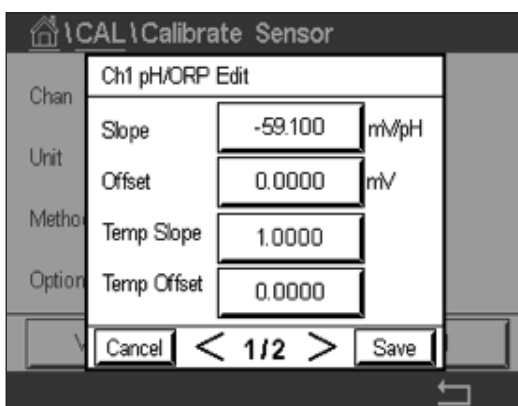 \CAL\Calibrate Sensor
Ch1 pH/ORP Edit
Chan
Slope -59.100 mV/pH
Unit
Offset 0.0000 mV
Temp Slope 1.0000
Option
Temp Offset 0.0000
Cancel < 1/2 > Save